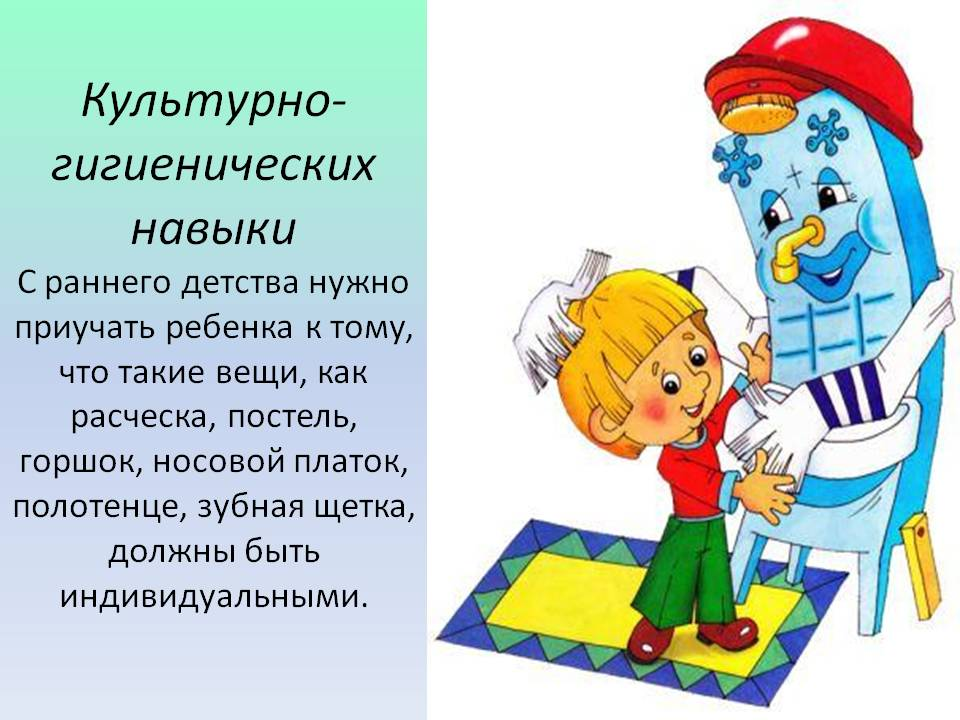 Культурно-
гигиенических
навыки
С раннего детства нужно
приучать ребенка к тому,
что такие вещи, как
расческа, постель,
горшок, носовой платок,
полотенце, зубная щетка,
должны быть
индивидуальными.